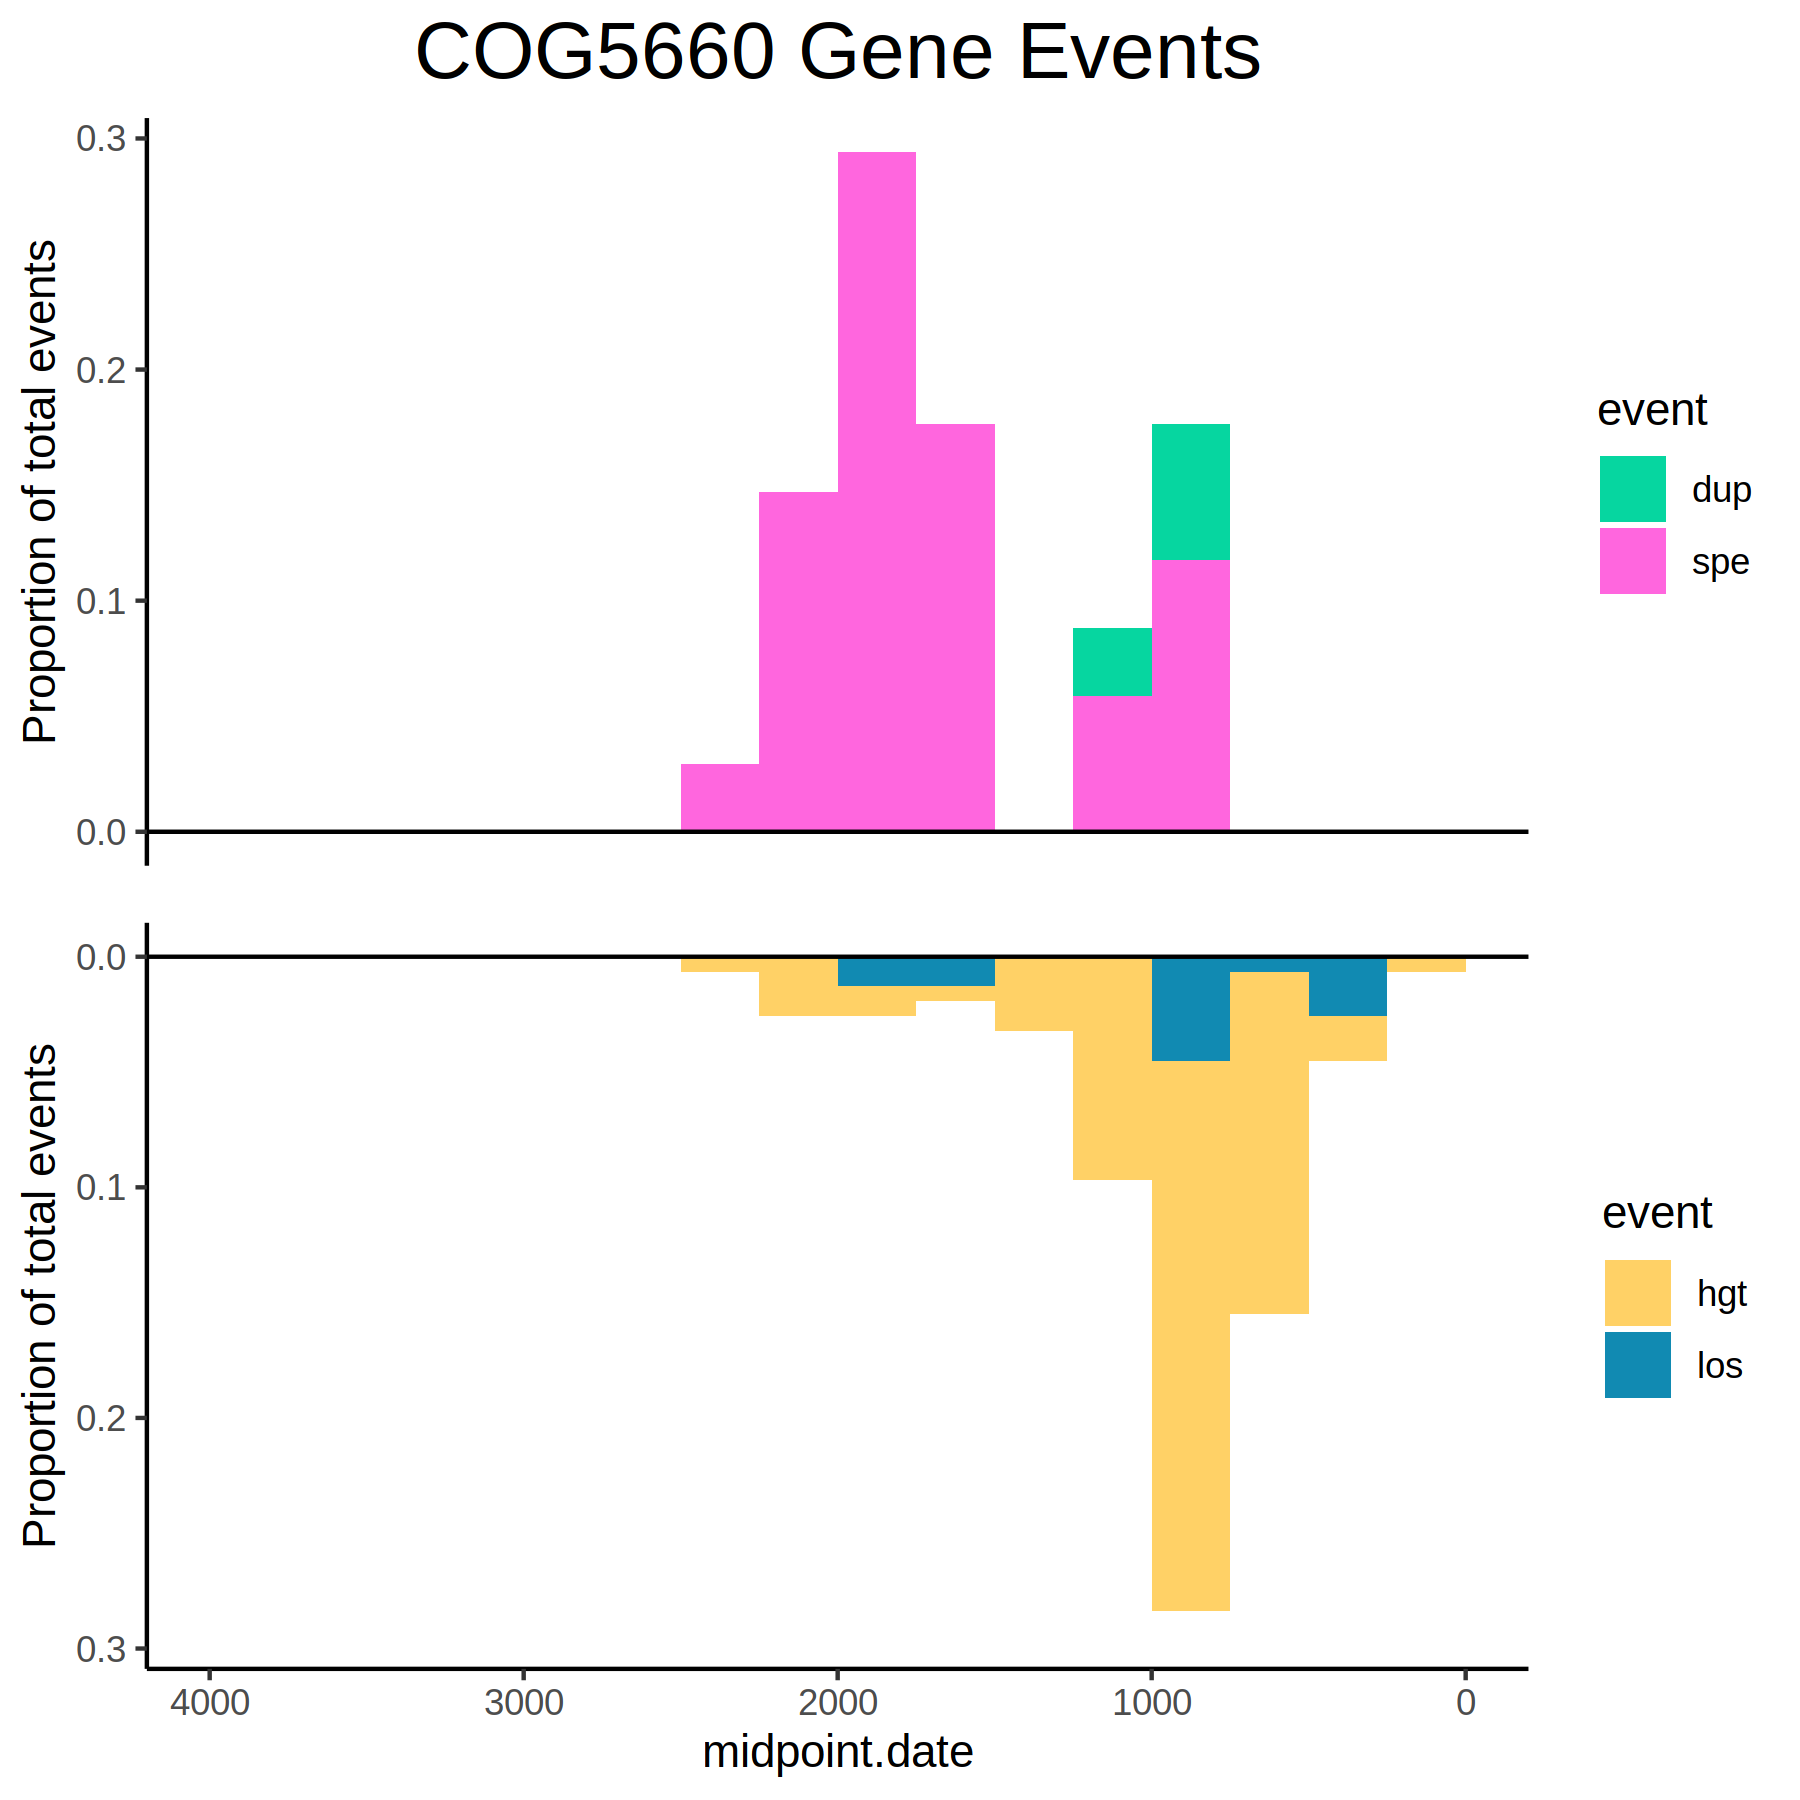 COG5660 Gene Events
Proportion of total events
0.3
0.2
0.1
0.0
event
dup
spe
Proportion of total events
0.0
0.1
0.2
0.3
event
hgt
los
4000 3000 2000 1000 0
midpoint.date